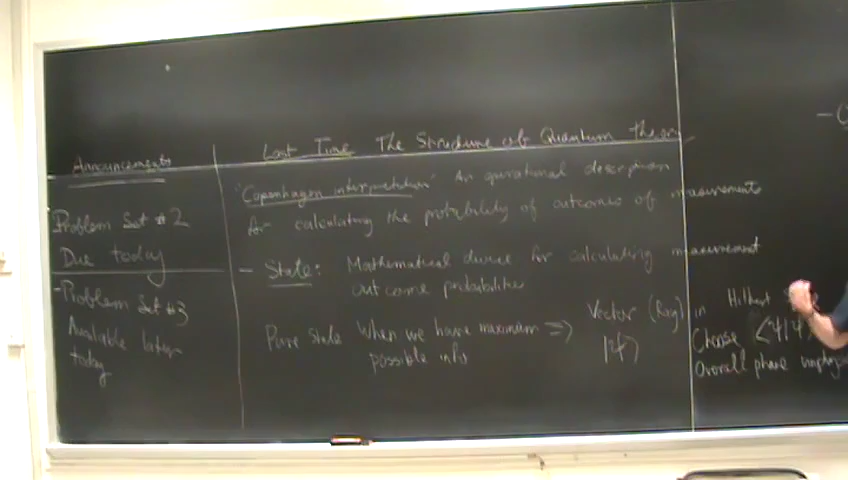 Announcements
Problem Set #2
Due today
- Problem Set #3
Available later
today
Last Time The Structure of Quantum theory
"Copenhagen interpretation" An operational description
for calculating the probability of outcomes of measurements
- State: Mathematical device for calculating measurement
outcome probabilities
Pure State When we have maximum ⇒ Vector (Ray) in Hilbert
possible info |ψ⟩ Choose ⟨ψ|ψ⟩
Overall phase